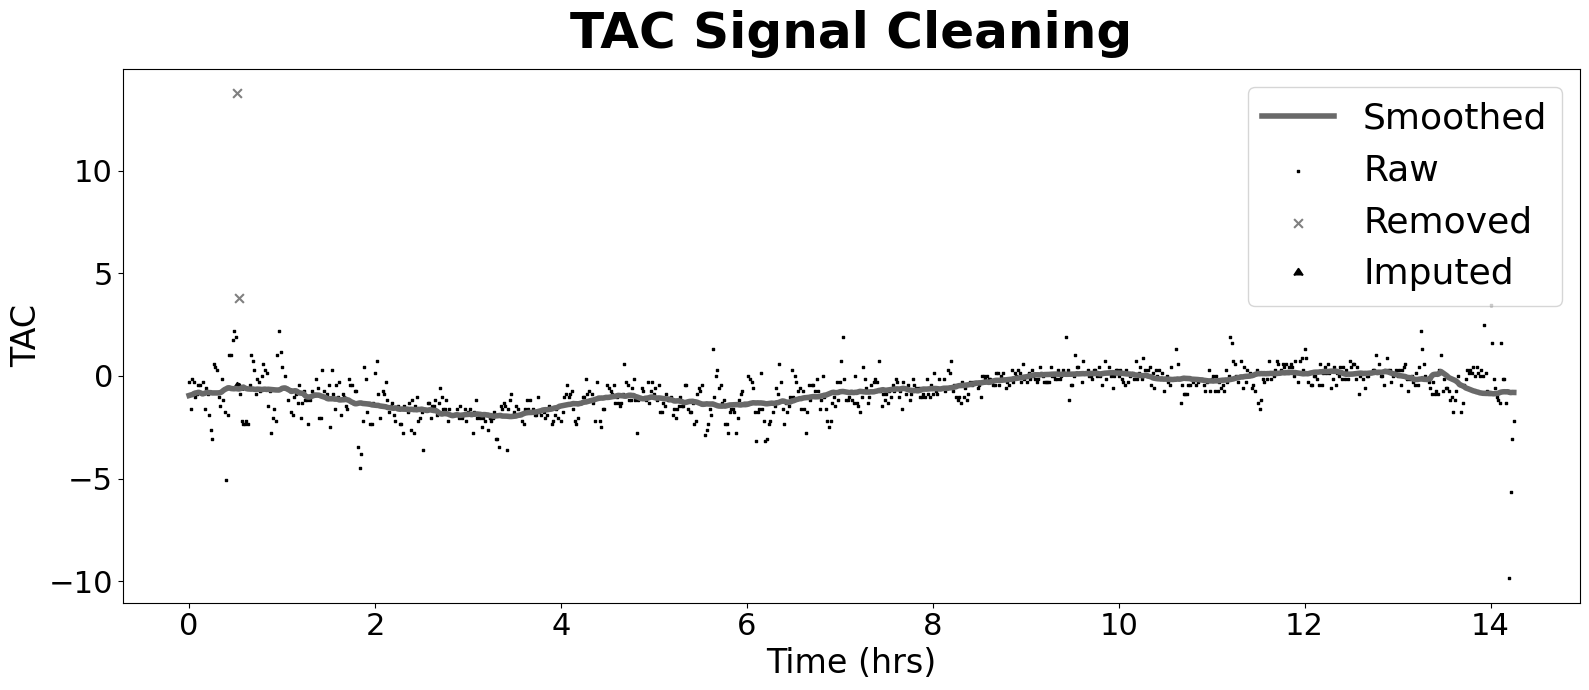 TAC Signal Cleaning
TAC
10
5
0
−5
−10
Smoothed
Raw
Removed
Imputed
0 2 4 6 8 10 12 14
Time (hrs)